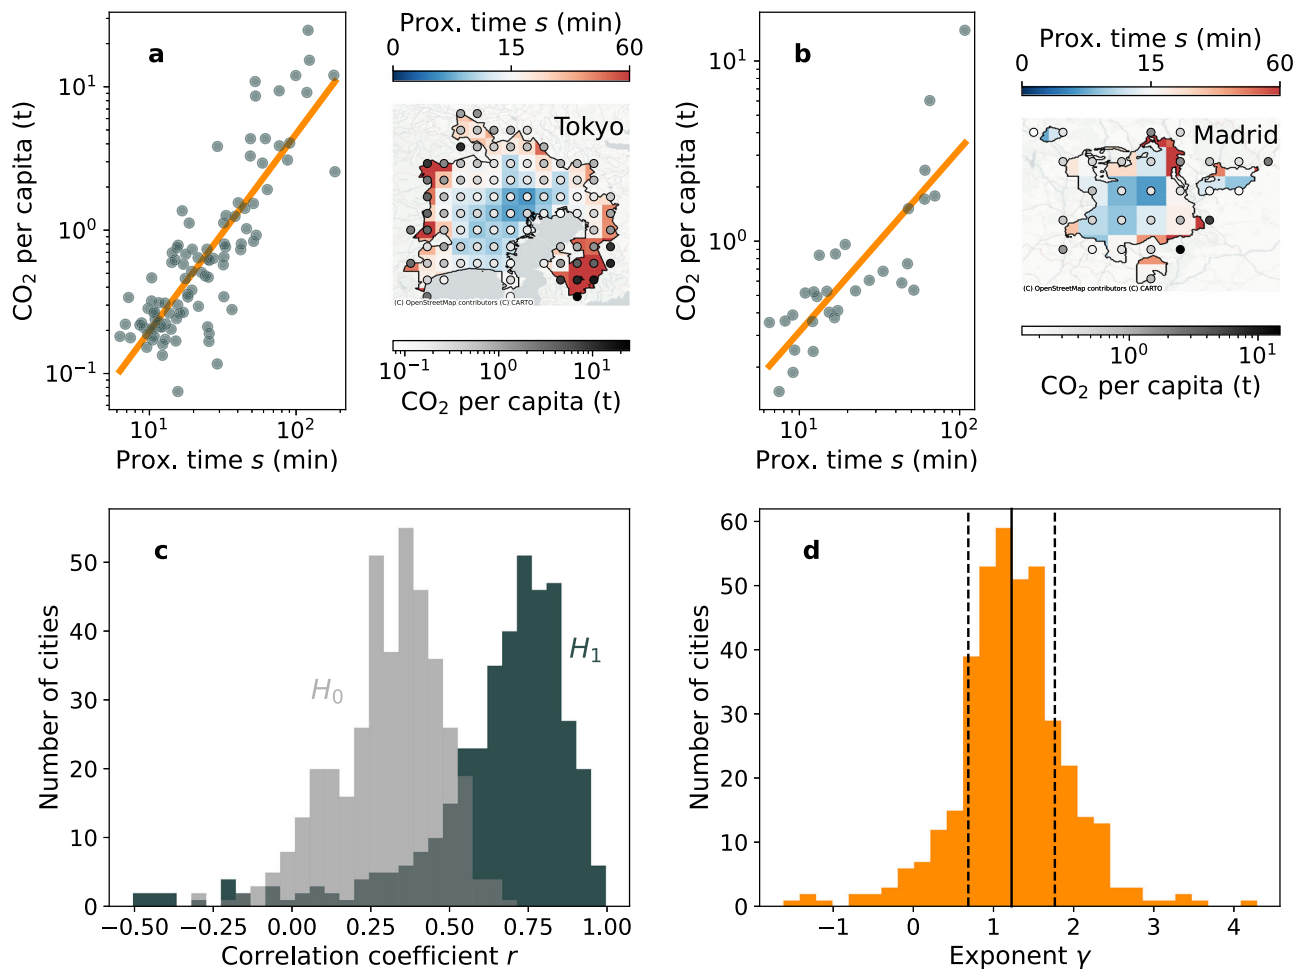 a
10¹
10⁰
10⁻¹
CO₂ per capita (t)
10¹
10²
Prox. time s (min)
Prox. time s (min)
0
15
60
Tokyo
(C) OpenStreetMap contributors (C) CARTO
10⁻¹
10⁰
10¹
CO₂ per capita (t)
b
10¹
10⁰
CO₂ per capita (t)
10¹
10²
Prox. time s (min)
Prox. time s (min)
0
15
60
Madrid
(C) OpenStreetMap contributors (C) CARTO
10⁰
10¹
CO₂ per capita (t)
c
50
40
30
20
10
0
Number of cities
H₀
H₁
−0.50
−0.25
0.00
0.25
0.50
0.75
1.00
Correlation coefficient r
d
60
50
40
30
20
10
0
Number of cities
−1
0
1
2
3
4
Exponent γ